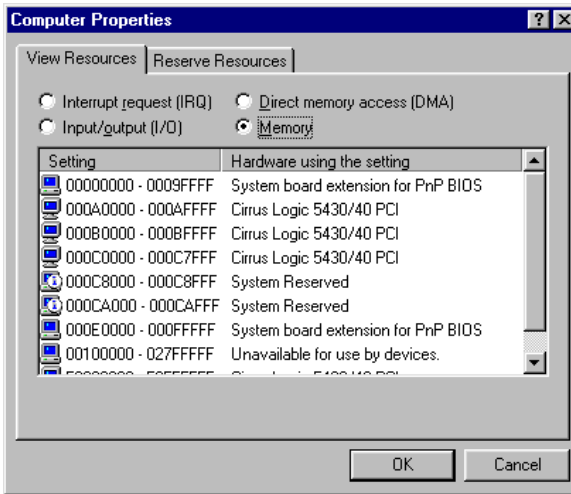 Computer Properties
View Resources
Reserve Resources
Interrupt request (IRQ)
Direct memory access (DMA)
Input/output (I/O)
Memory
Setting
Hardware using the setting
00000000 - 0009FFFF System board extension for PnP BIOS
000A0000 - 000AFFFF Cirrus Logic 5430/40 PCI
000B0000 - 000BFFFF Cirrus Logic 5430/40 PCI
000C0000 - 000C7FFF Cirrus Logic 5430/40 PCI
000C8000 - 000C8FFF System Reserved
000CA000 - 000CAFFF System Reserved
000E0000 - 000FFFFF System board extension for PnP BIOS
00100000 - 027FFFFF Unavailable for use by devices.
OK
Cancel